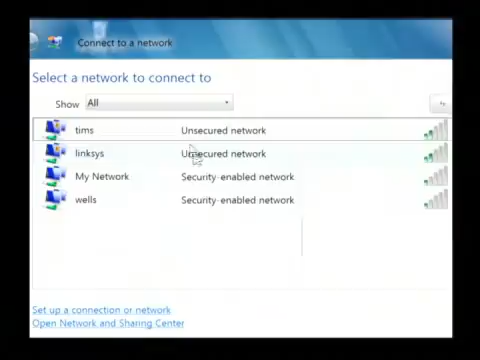 Connect to a network
Select a network to connect to
Show All
tims Unsecured network
linksys Unsecured network
My Network Security-enabled network
wells Security-enabled network
Set up a connection or network
Open Network and Sharing Center